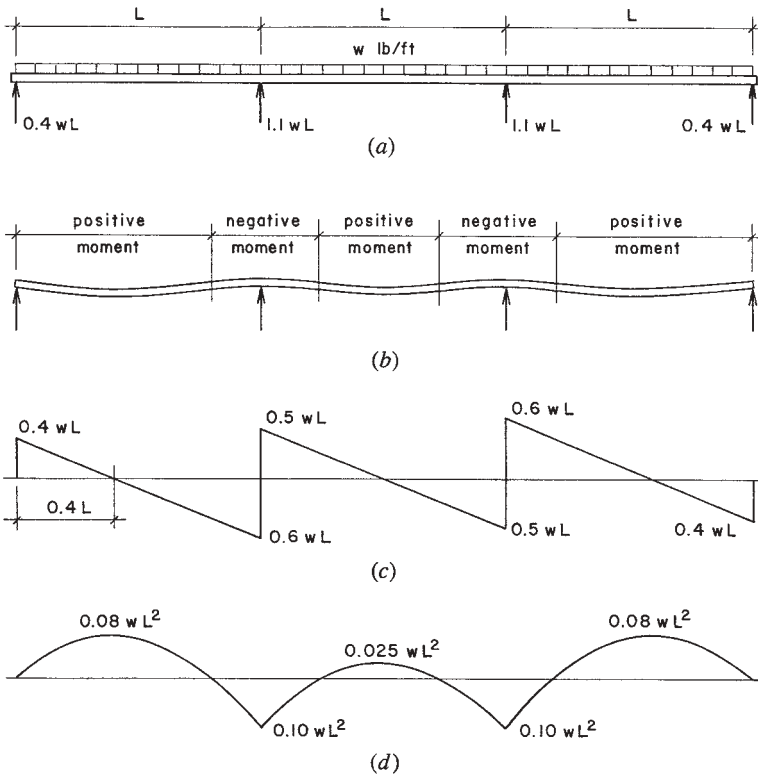 L L L
w lb/ft
0.4 wL 1.1 wL 1.1 wL 0.4 wL
(a)
positive negative positive negative positive
moment moment moment moment moment
(b)
0.4 wL 0.5 wL 0.6 wL
0.4 L 0.6 wL 0.5 wL 0.4 wL
(c)
0.08 wL² 0.025 wL² 0.08 wL²
0.10 wL² 0.10 wL²
(d)